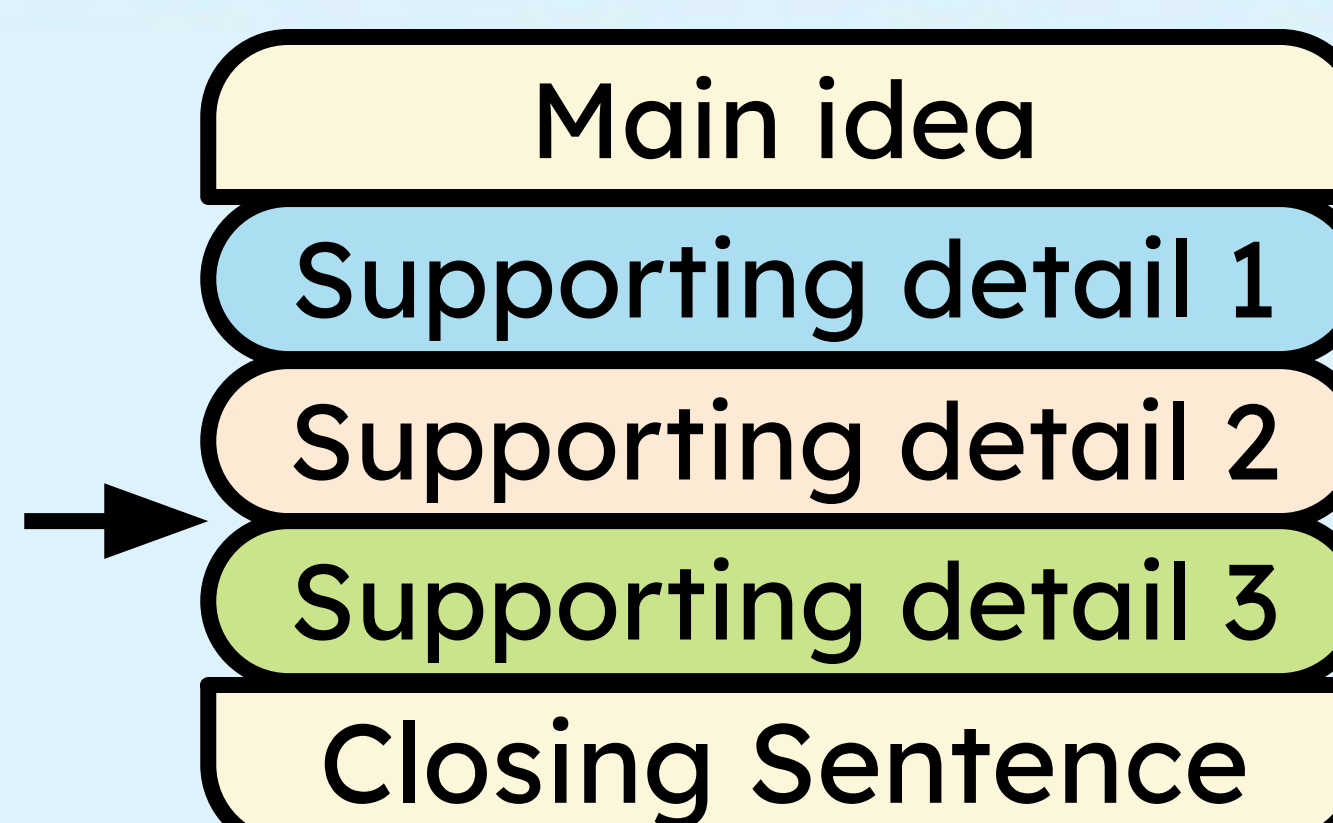 Main idea
Supporting detail 1
Supporting detail 2
Supporting detail 3
Closing Sentence